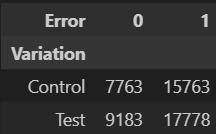 Error 0 1
Variation
Control 7763 15763
Test 9183 17778